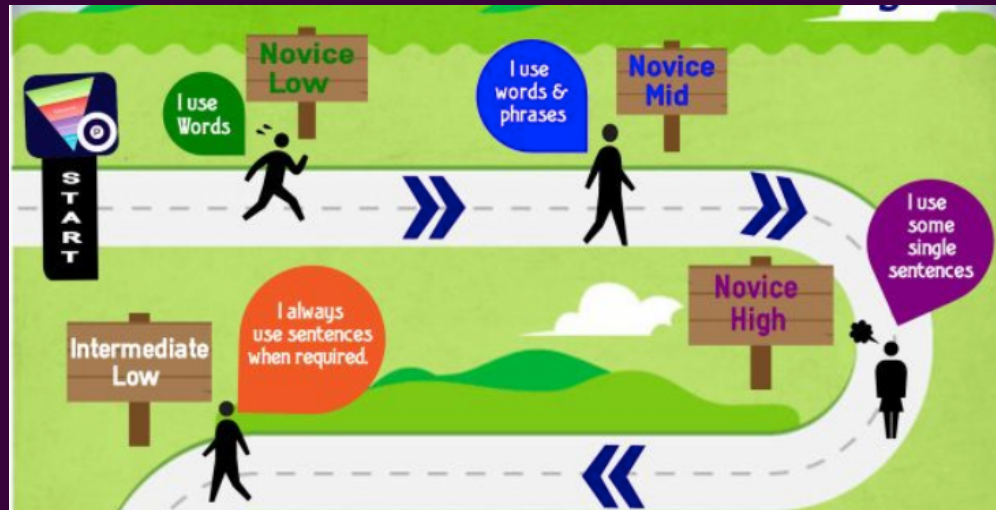 START
I use
Words
Novice
Low
I use
words &
phrases
Novice
Mid
I use
some
single
sentences
Novice
High
I always
use sentences
when required.
Intermediate
Low